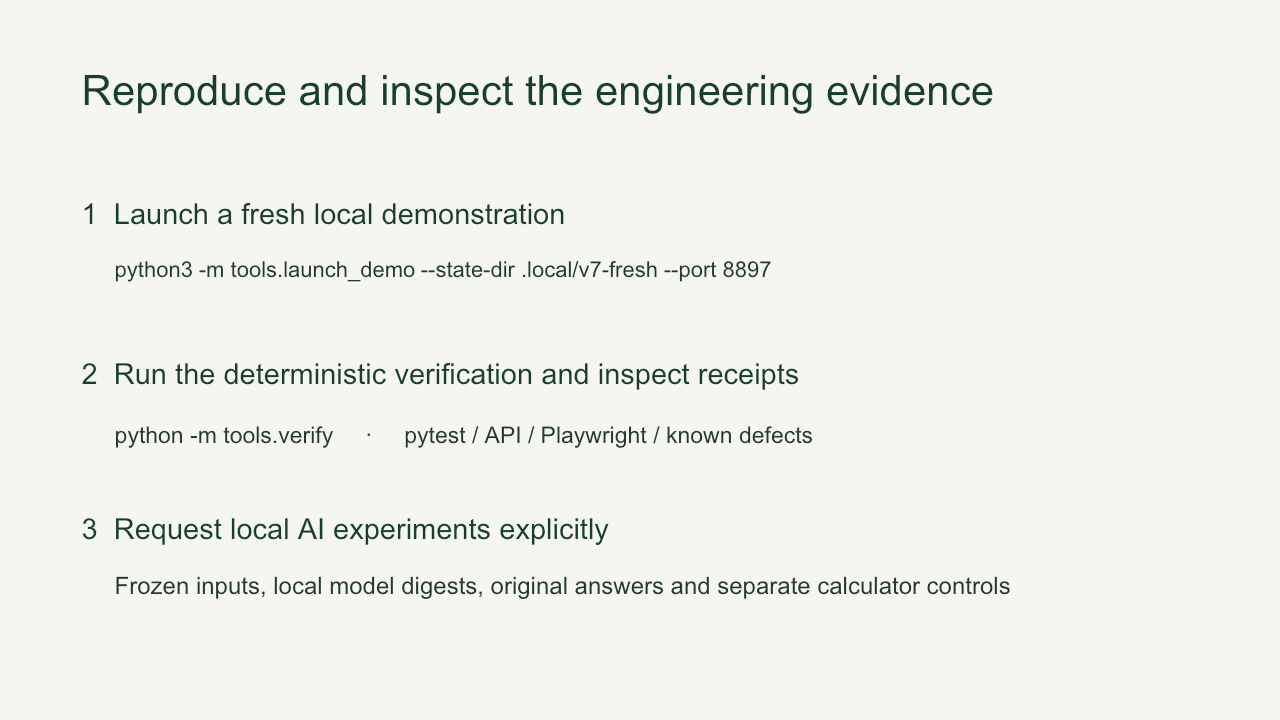 Reproduce and inspect the engineering evidence
1 Launch a fresh local demonstration
python3 -m tools.launch_demo --state-dir .local/v7-fresh --port 8897
2 Run the deterministic verification and inspect receipts
python -m tools.verify · pytest / API / Playwright / known defects
3 Request local AI experiments explicitly
Frozen inputs, local model digests, original answers and separate calculator controls